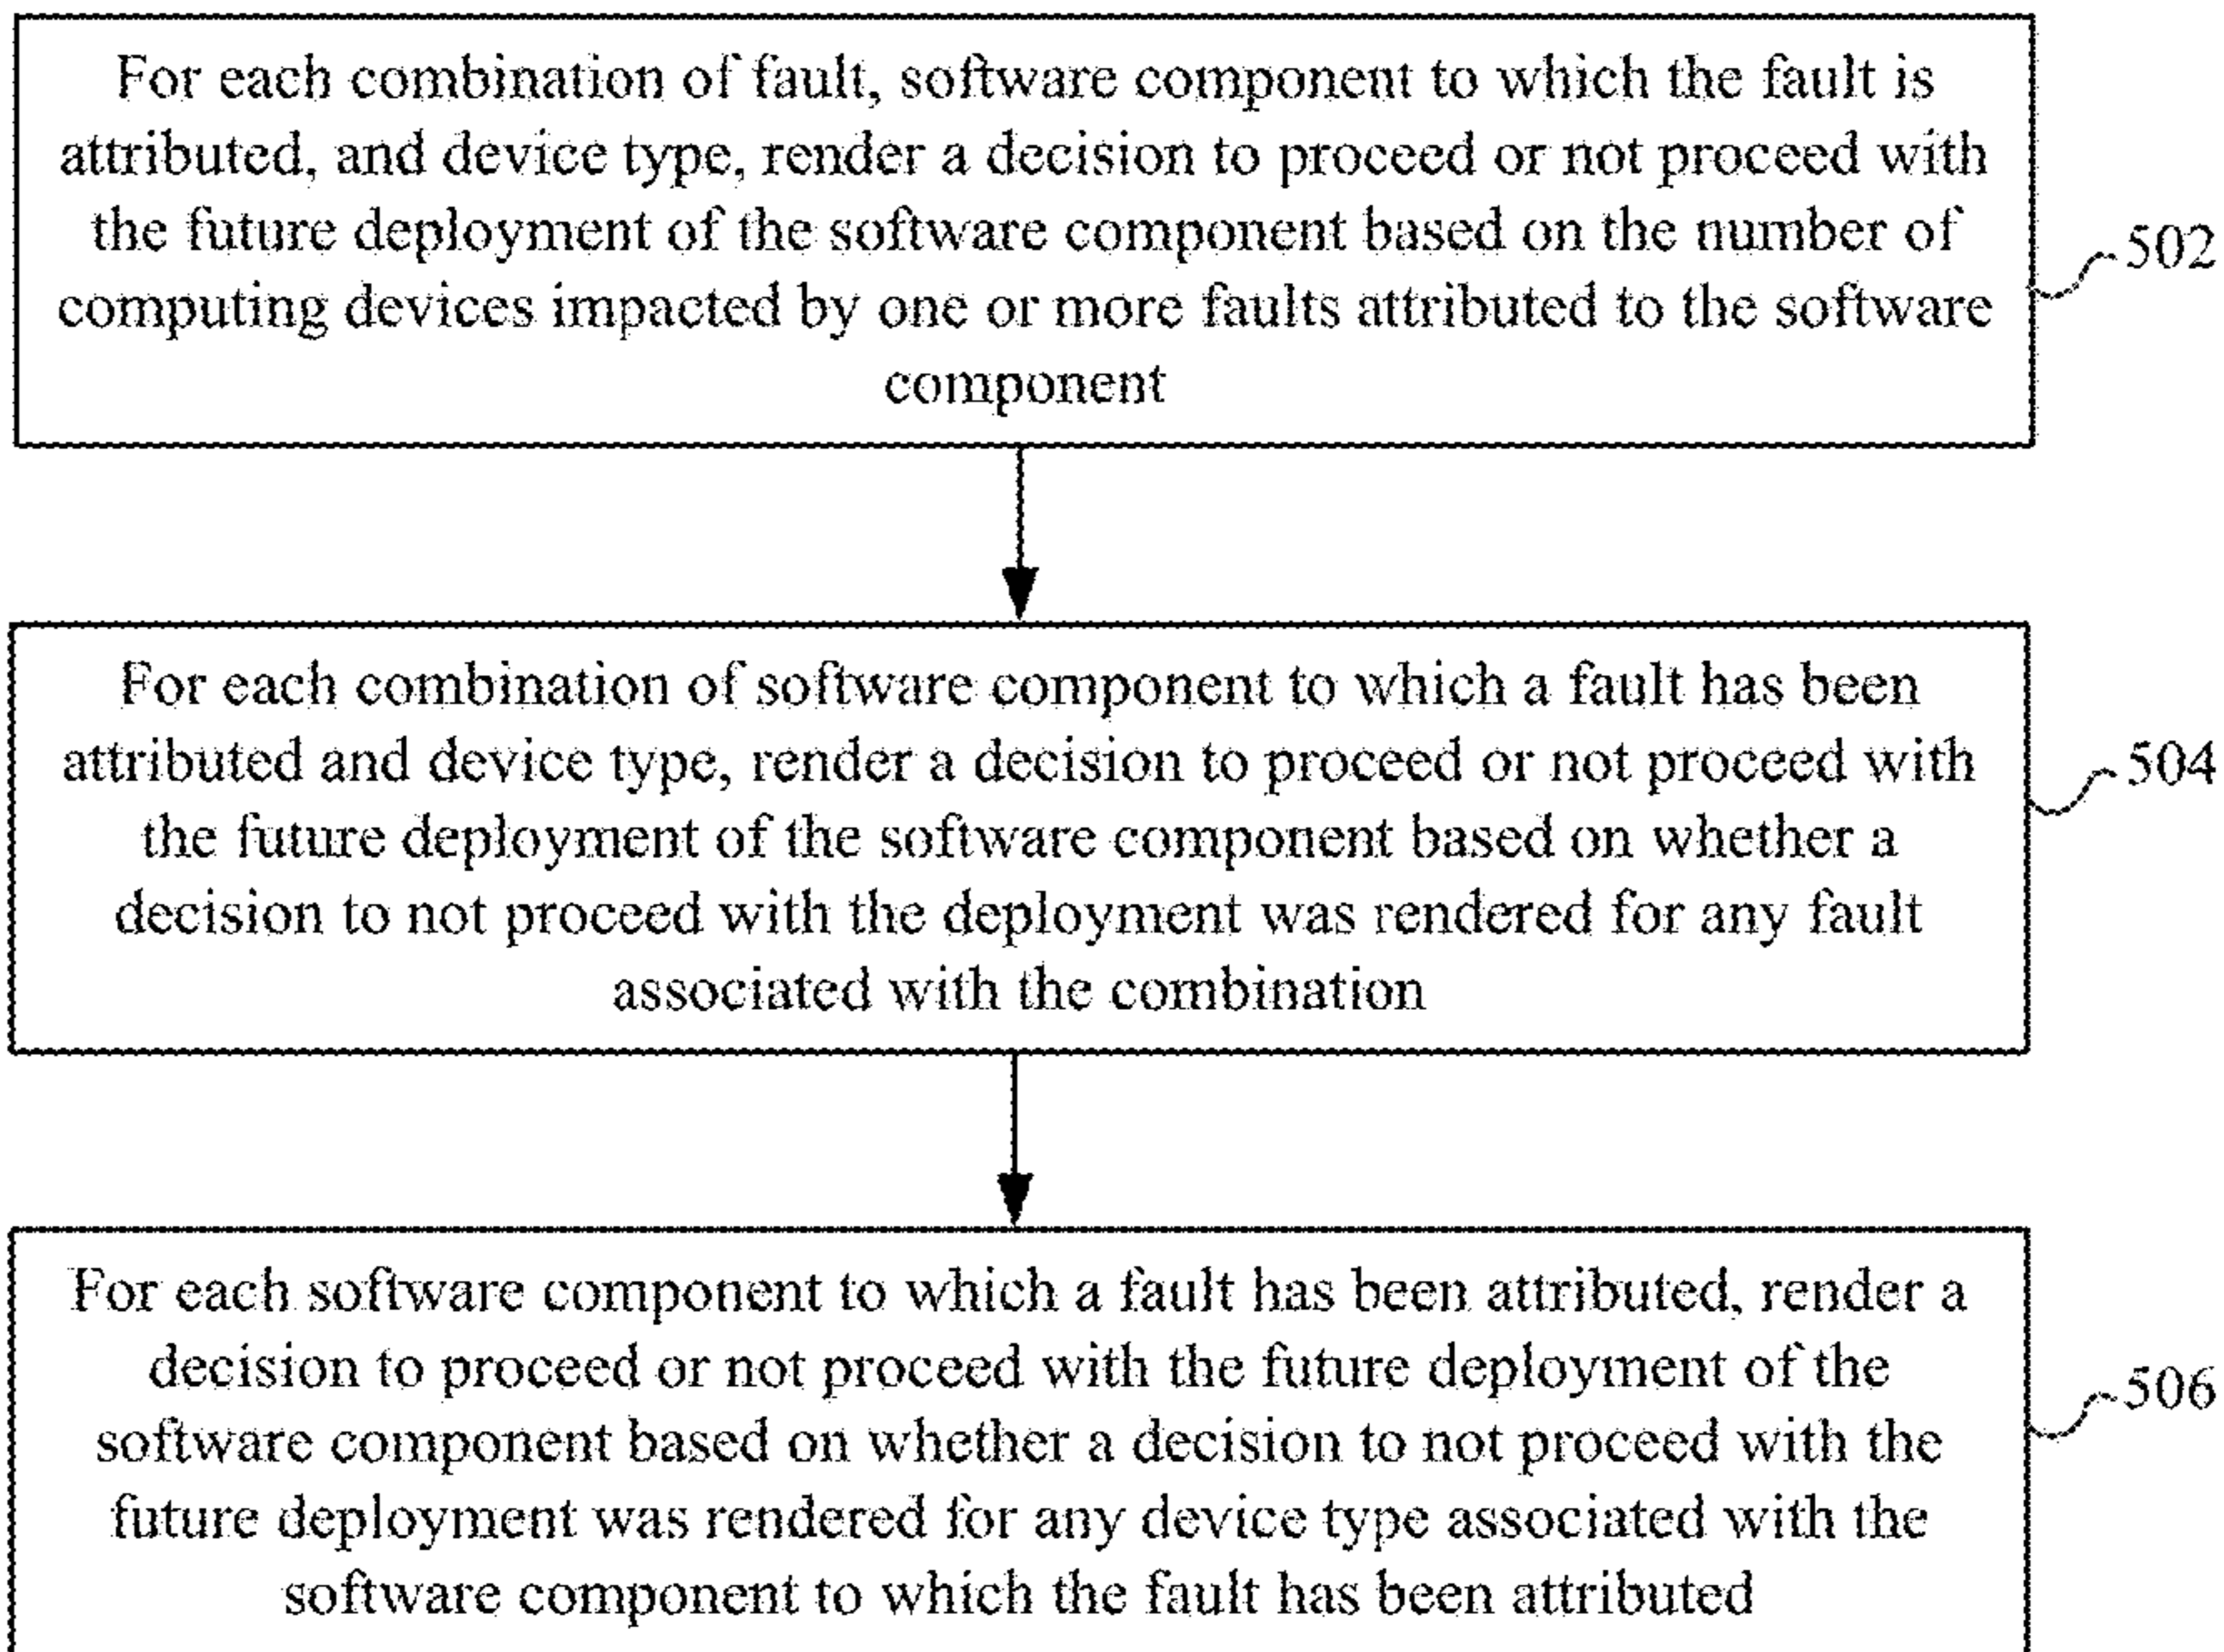 For each combination of fault, software component to which the fault is
attributed, and device type, render a decision to proceed or not proceed with
the future deployment of the software component based on the number of
computing devices impacted by one or more faults attributed to the software
component
502
For each combination of software component to which a fault has been
attributed and device type, render a decision to proceed or not proceed with
the future deployment of the software component based on whether a
decision to not proceed with the deployment was rendered for any fault
associated with the combination
504
For each software component to which a fault has been attributed, render a
decision to proceed or not proceed with the future deployment of the
software component based on whether a decision to not proceed with the
future deployment was rendered for any device type associated with the
software component to which the fault has been attributed
506